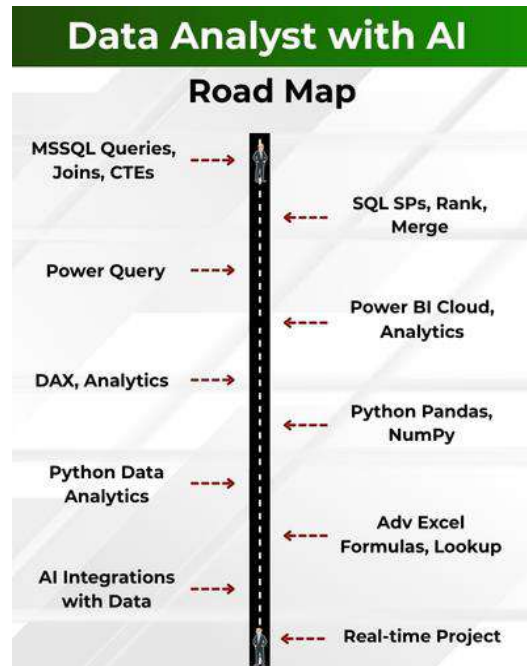 Data Analyst with AI
Road Map
MSSQL Queries,
Joins, CTEs
SQL SPs, Rank,
Merge
Power Query
Power BI Cloud,
Analytics
DAX, Analytics
Python Pandas,
NumPy
Python Data
Analytics
Adv Excel
Formulas, Lookup
AI Integrations
with Data
Real-time Project